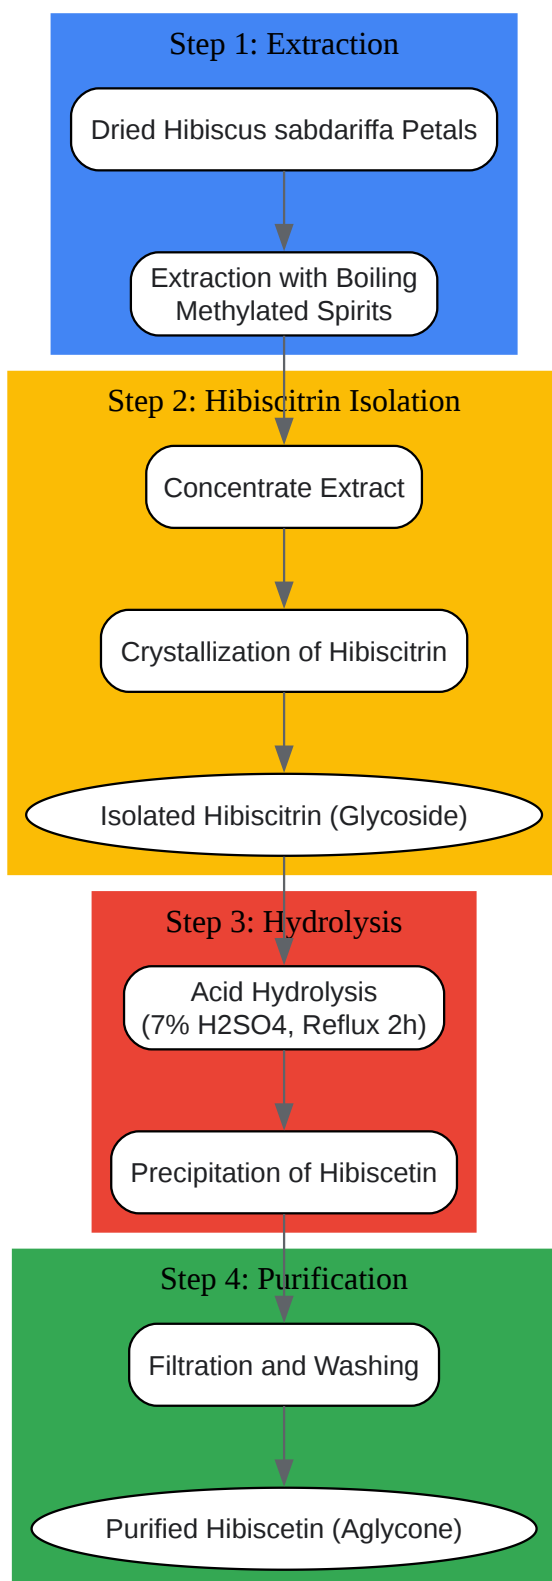 Step 1: Extraction
Dried Hibiscus sabdariffa Petals
Extraction with Boiling
Methylated Spirits
Step 2: Hibiscitrin Isolation
Concentrate Extract
Crystallization of Hibiscitrin
Isolated Hibiscitrin (Glycoside)
Step 3: Hydrolysis
Acid Hydrolysis
(7% H2SO4, Reflux 2h)
Precipitation of Hibiscetin
Step 4: Purification
Filtration and Washing
Purified Hibiscetin (Aglycone)